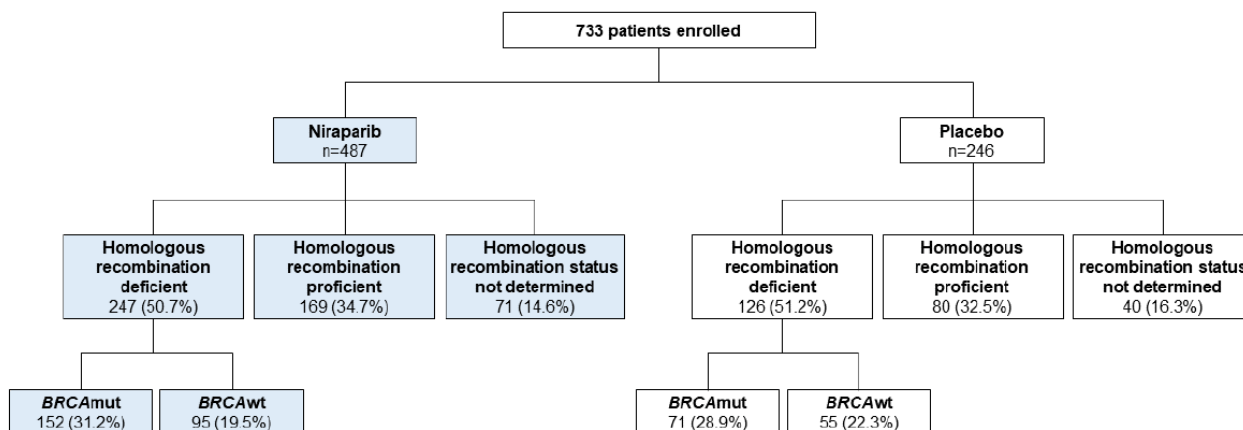 733 patients enrolled
Niraparib
n=487
Placebo
n=246
Homologous
recombination
deficient
247 (50.7%)
Homologous
recombination
proficient
169 (34.7%)
Homologous
recombination status
not determined
71 (14.6%)
Homologous
recombination
deficient
126 (51.2%)
Homologous
recombination
proficient
80 (32.5%)
Homologous
recombination status
not determined
40 (16.3%)
BRCAmut
152 (31.2%)
BRCAwt
95 (19.5%)
BRCAmut
71 (28.9%)
BRCAwt
55 (22.3%)